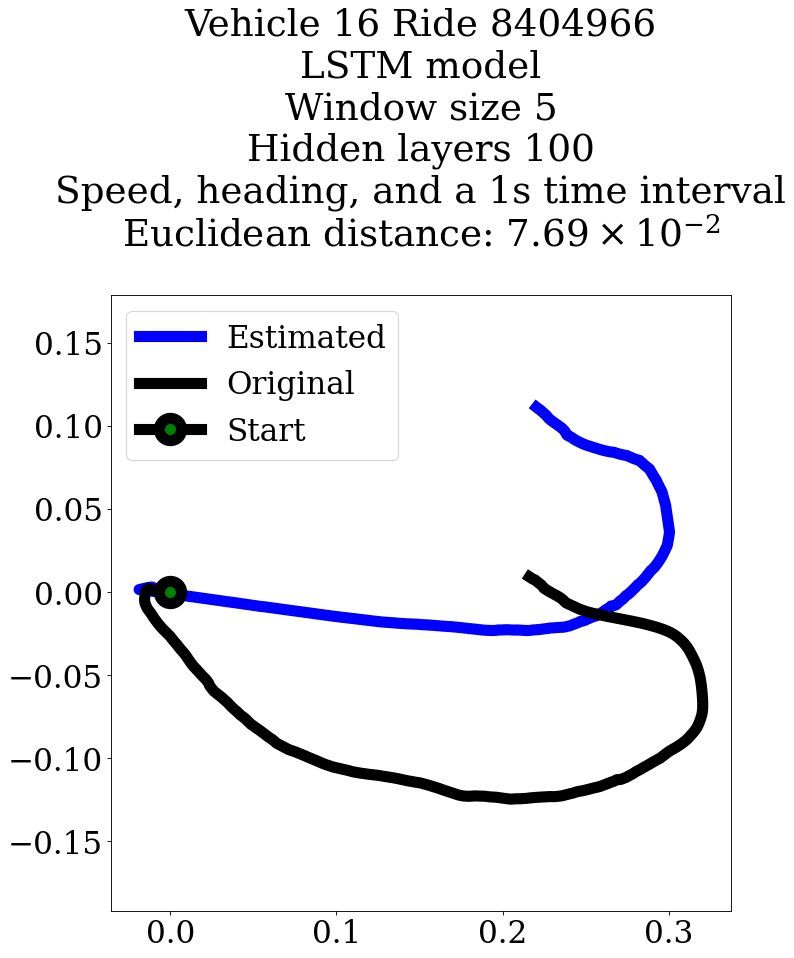 Vehicle 16 Ride 8404966
LSTM model
Window size 5
Hidden layers 100
Speed, heading, and a 1s time interval
Euclidean distance: 7.69 × 10⁻²
Estimated
Original
Start
0.15
0.10
0.05
0.00
−0.05
−0.10
−0.15
0.0 0.1 0.2 0.3